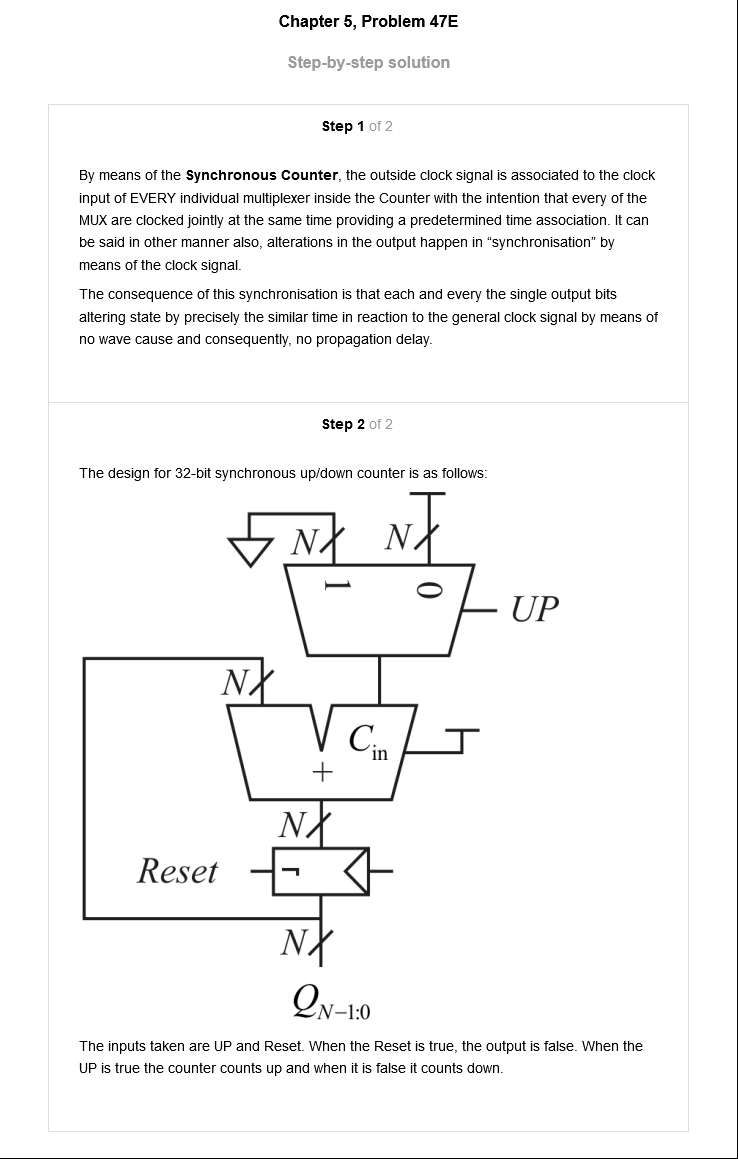 Chapter 5, Problem 47E
Step-by-step solution
Step 1 of 2
By means of the Synchronous Counter, the outside clock signal is associated to the clock
input of EVERY individual multiplexer inside the Counter with the intention that every of the
MUX are clocked jointly at the same time providing a predetermined time association. It can
be said in other manner also, alterations in the output happen in “synchronisation” by
means of the clock signal.
The consequence of this synchronisation is that each and every the single output bits
altering state by precisely the similar time in reaction to the general clock signal by means of
no wave cause and consequently, no propagation delay.
Step 2 of 2
The design for 32-bit synchronous up/down counter is as follows:
N N
1 0
UP
N
C_in
+
N
Reset
N
Q_N–1:0
The inputs taken are UP and Reset. When the Reset is true, the output is false. When the
UP is true the counter counts up and when it is false it counts down.